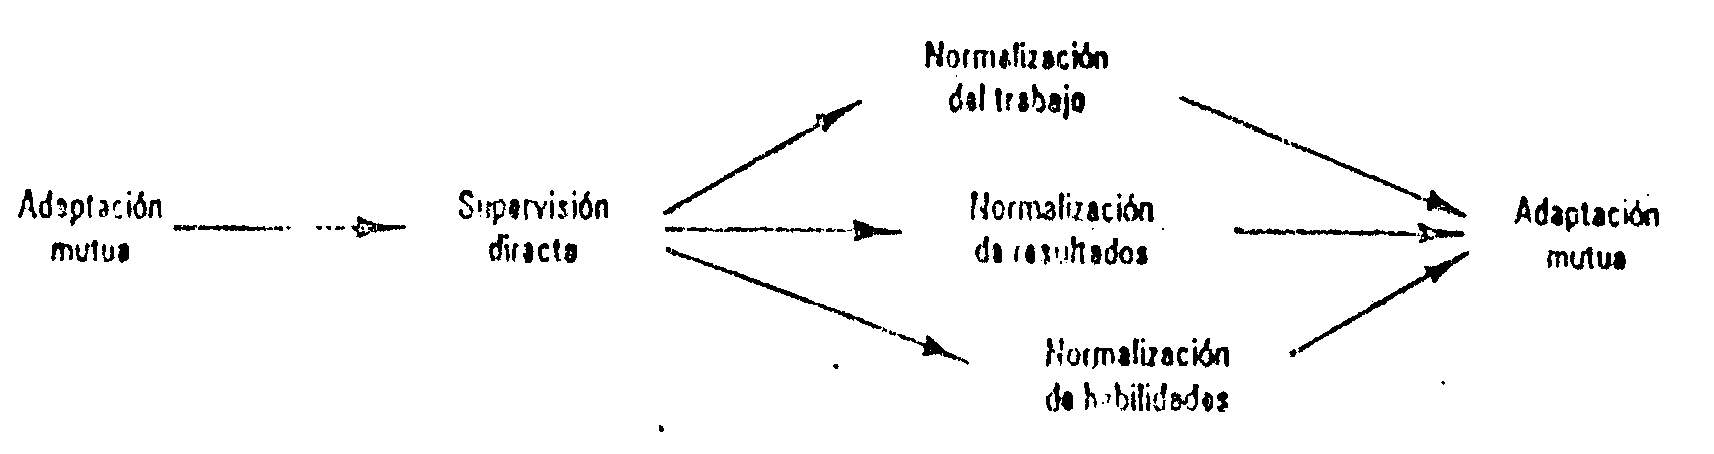 Normalización
del trabajo
Adaptación
mutua
Supervisión
directa
Normalización
de resultados
Adaptación
mutua
Normalización
de habilidades